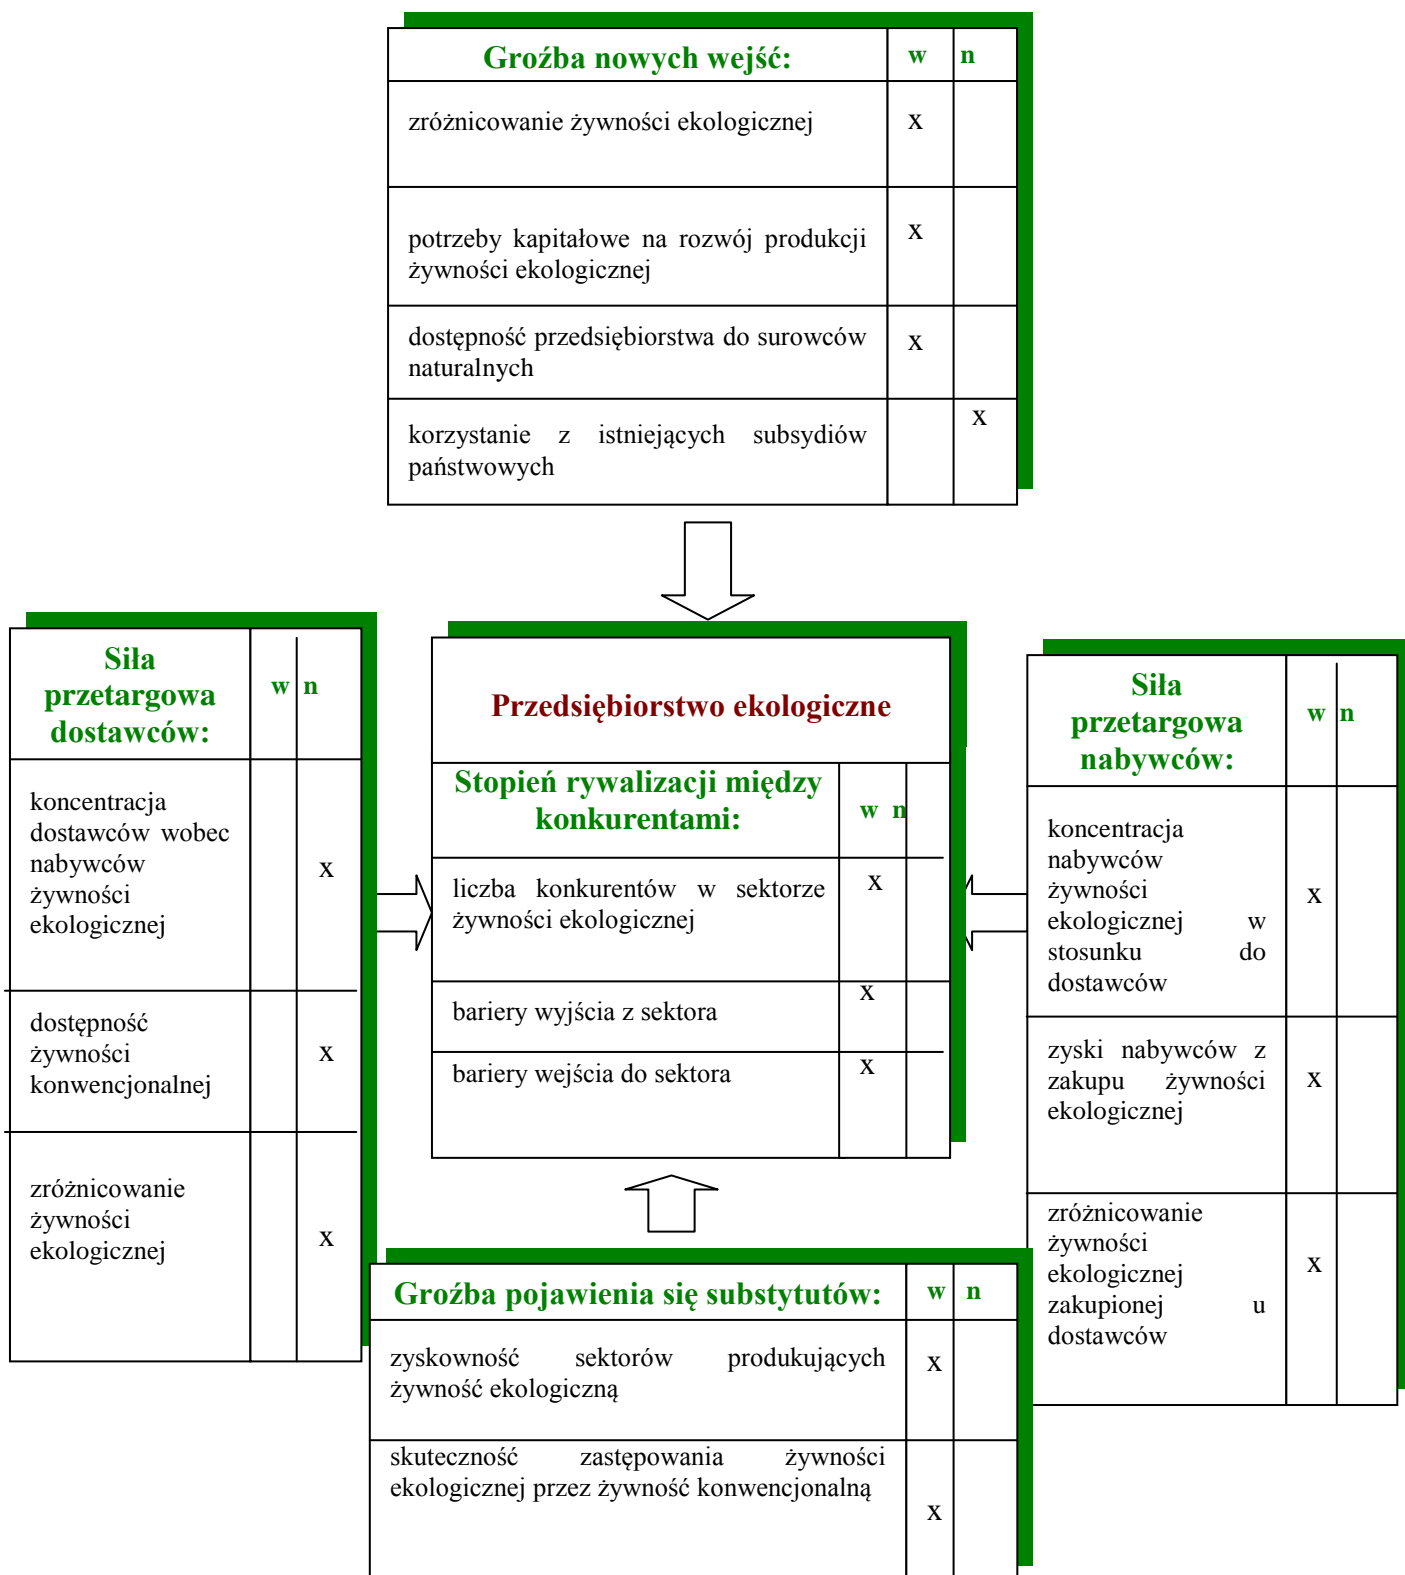 Groźba nowych wejść: w n
zróżnicowanie żywności ekologicznej x
potrzeby kapitałowe na rozwój produkcji x
żywności ekologicznej
dostępność przedsiębiorstwa do surowców x
naturalnych
korzystanie z istniejących subsydiów x
państwowych
Siła
przetargowa w n
dostawców:
koncentracja
dostawców wobec
nabywców x
żywności
ekologicznej
dostępność
żywności x
konwencjonalnej
zróżnicowanie
żywności
ekologicznej x
Przedsiębiorstwo ekologiczne
Stopień rywalizacji między
konkurentami: w n
liczba konkurentów w sektorze x
żywności ekologicznej
bariery wyjścia z sektora x
bariery wejścia do sektora x
Siła
przetargowa w n
nabywców:
koncentracja
nabywców
żywności x
ekologicznej w
stosunku do
dostawców
zyski nabywców z
zakupu żywności x
ekologicznej
zróżnicowanie
żywności
ekologicznej x
zakupionej u
dostawców
Groźba pojawienia się substytutów: w n
zyskowność sektorów produkujących x
żywność ekologiczną
skuteczność zastępowania żywności
ekologicznej przez żywność konwencjonalną
x